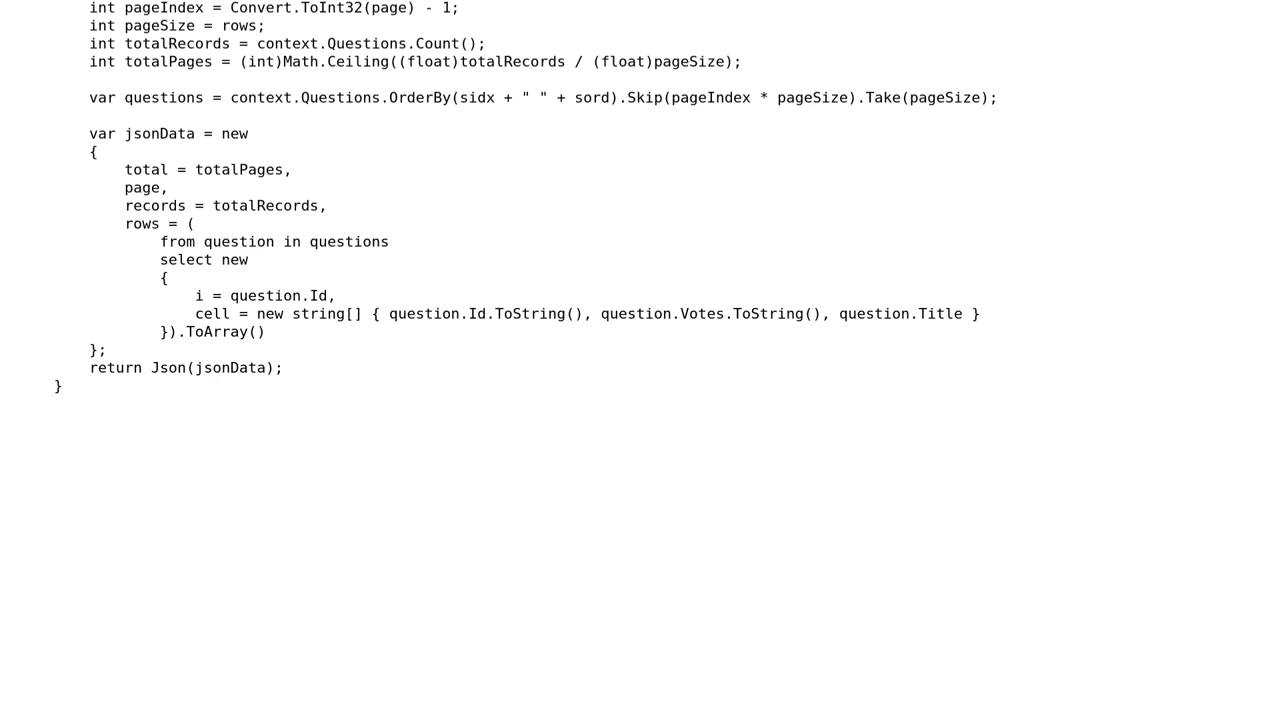 int pageIndex = Convert.ToInt32(page) - 1;
int pageSize = rows;
int totalRecords = context.Questions.Count();
int totalPages = (int)Math.Ceiling((float)totalRecords / (float)pageSize);
var questions = context.Questions.OrderBy(sidx + " " + sord).Skip(pageIndex * pageSize).Take(pageSize);
var jsonData = new
{
total = totalPages,
page,
records = totalRecords,
rows = (
from question in questions
select new
{
i = question.Id,
cell = new string[] { question.Id.ToString(), question.Votes.ToString(), question.Title }
}).ToArray()
};
return Json(jsonData);
}